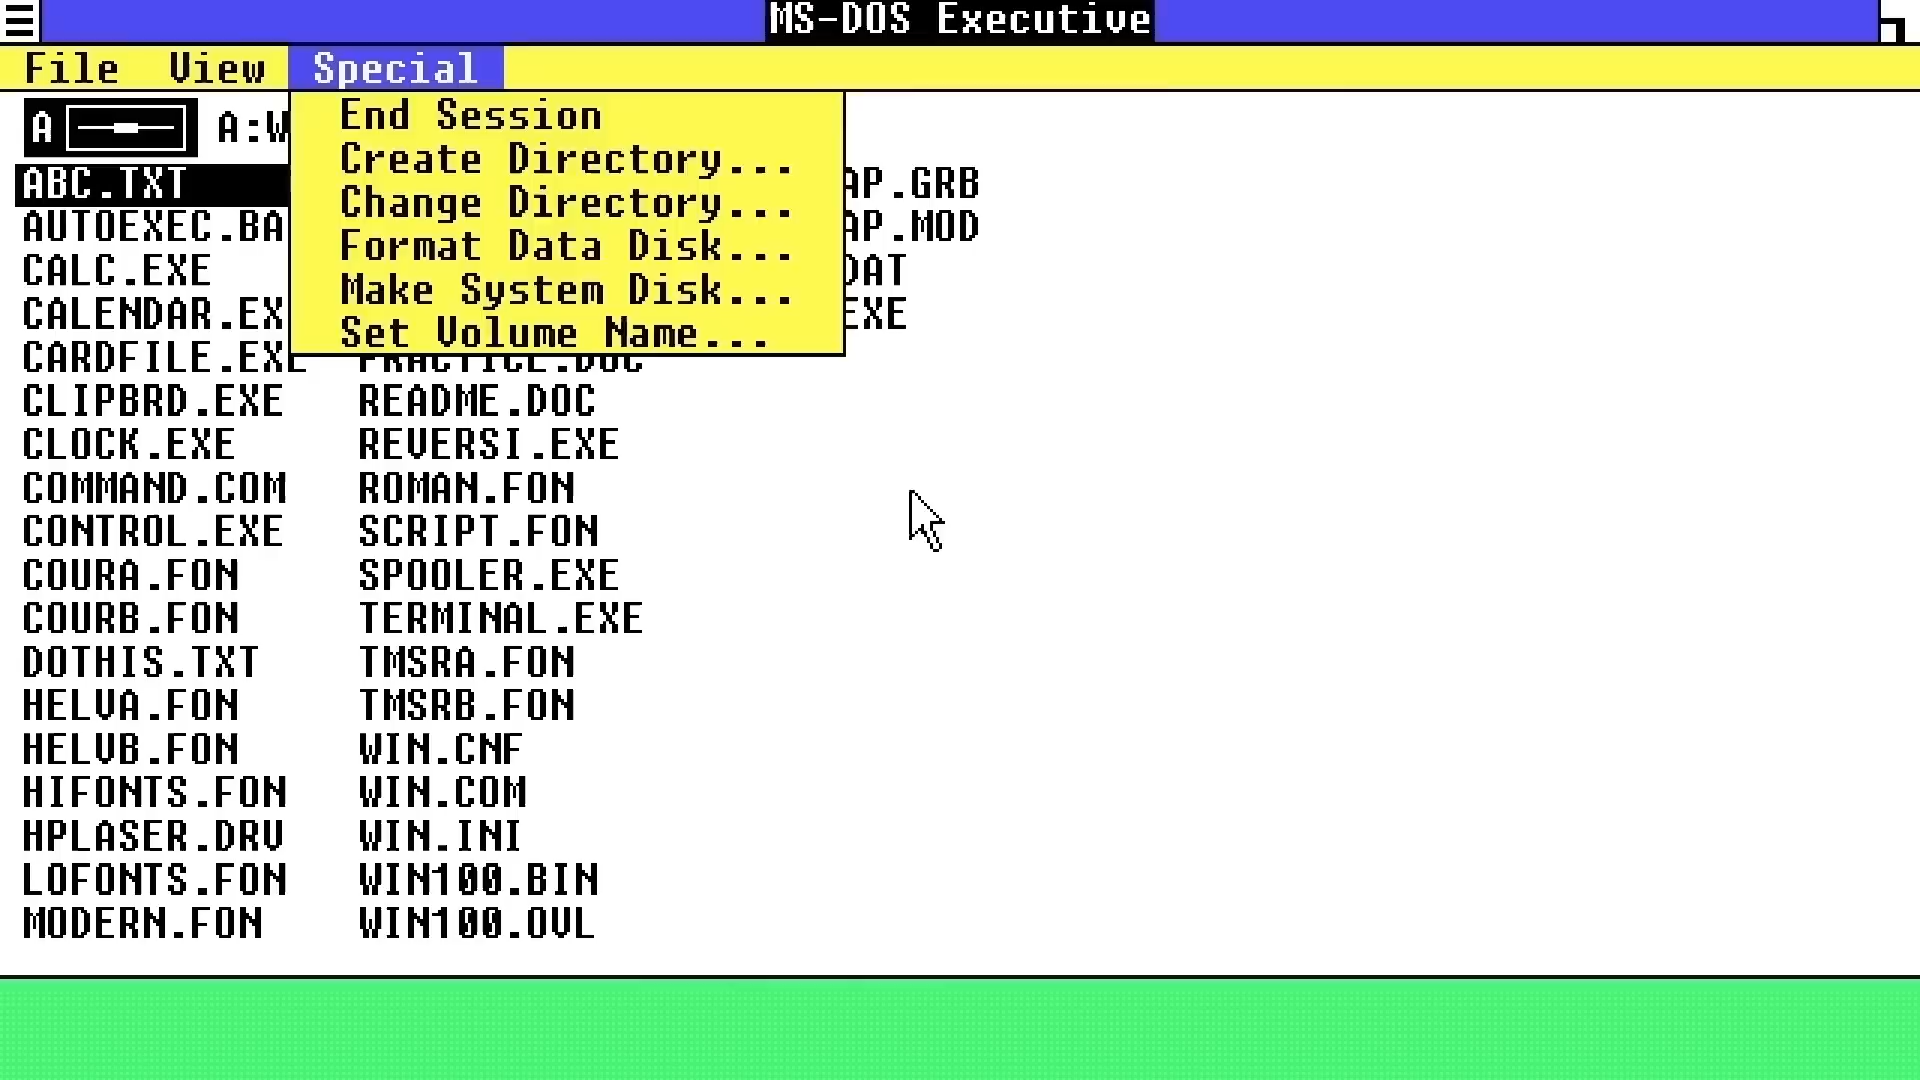 MS-DOS Executive
File View Special
End Session
Create Directory...
Change Directory...
Format Data Disk...
Make System Disk...
Set Volume Name...
A A:W
ABC.TXT AP.GRB
AUTOEXEC.BA AP.MOD
CALC.EXE DAT
CALENDAR.EX EXE
CARDFILE.EXE PRACTICE.DOC
CLIPBRD.EXE README.DOC
CLOCK.EXE REVERSI.EXE
COMMAND.COM ROMAN.FON
CONTROL.EXE SCRIPT.FON
COURA.FON SPOOLER.EXE
COURB.FON TERMINAL.EXE
DOTHIS.TXT TMSRA.FON
HELVA.FON TMSRB.FON
HELVB.FON WIN.CNF
HIFONTS.FON WIN.COM
HPLASER.DRV WIN.INI
LOFONTS.FON WIN100.BIN
MODERN.FON WIN100.OVL